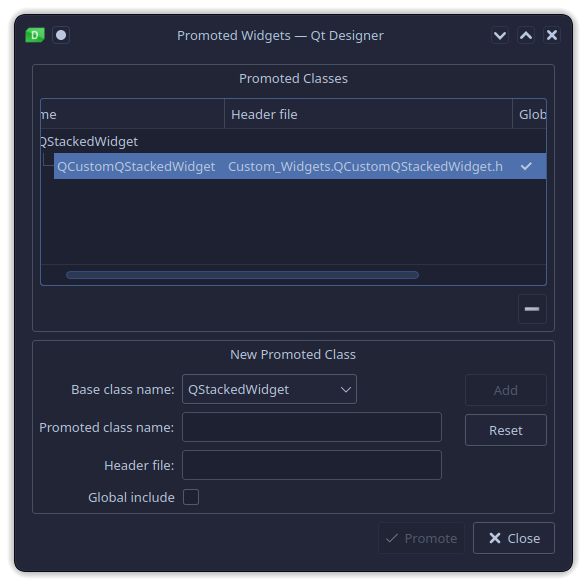 Promoted Widgets — Qt Designer
Promoted Classes
me Header file Glob
QStackedWidget
QCustomQStackedWidget Custom_Widgets.QCustomQStackedWidget.h
New Promoted Class
Base class name: QStackedWidget Add
Promoted class name: Reset
Header file:
Global include
Promote Close